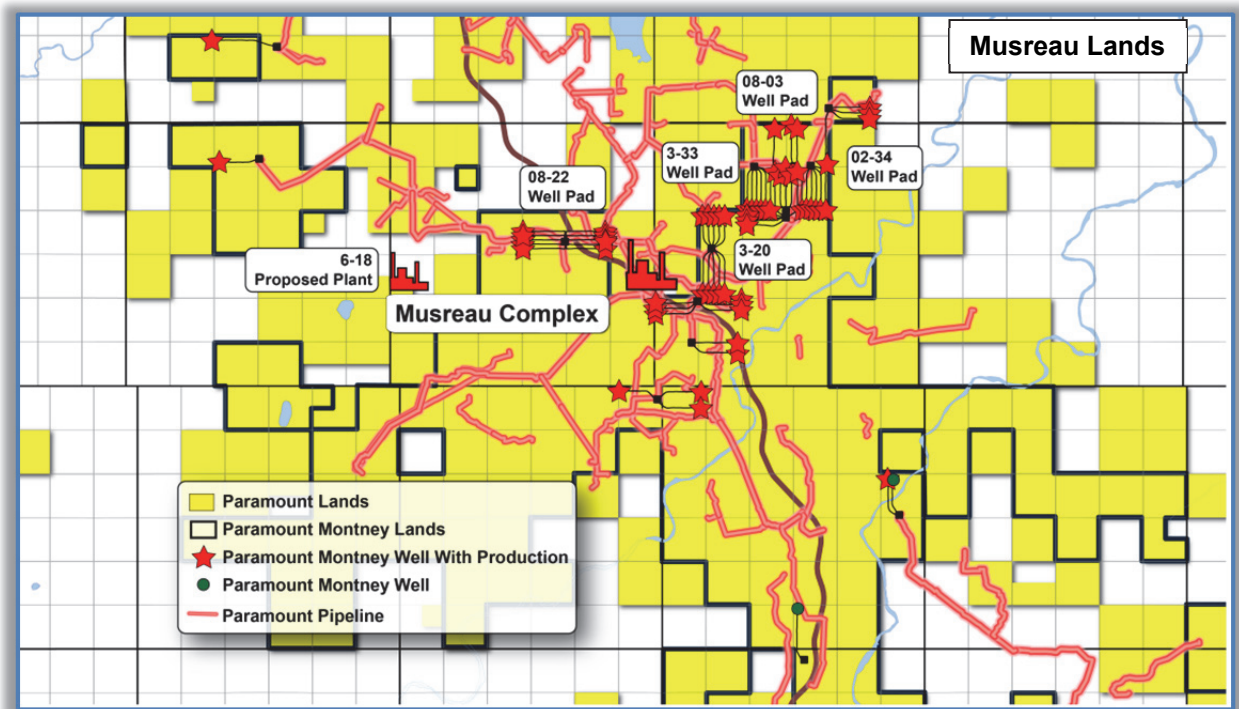 Musreau Lands
08-03
Well Pad
3-33
Well Pad
02-34
Well Pad
08-22
Well Pad
3-20
Well Pad
6-18
Proposed Plant
Musreau Complex
Paramount Lands
Paramount Montney Lands
Paramount Montney Well With Production
Paramount Montney Well
Paramount Pipeline